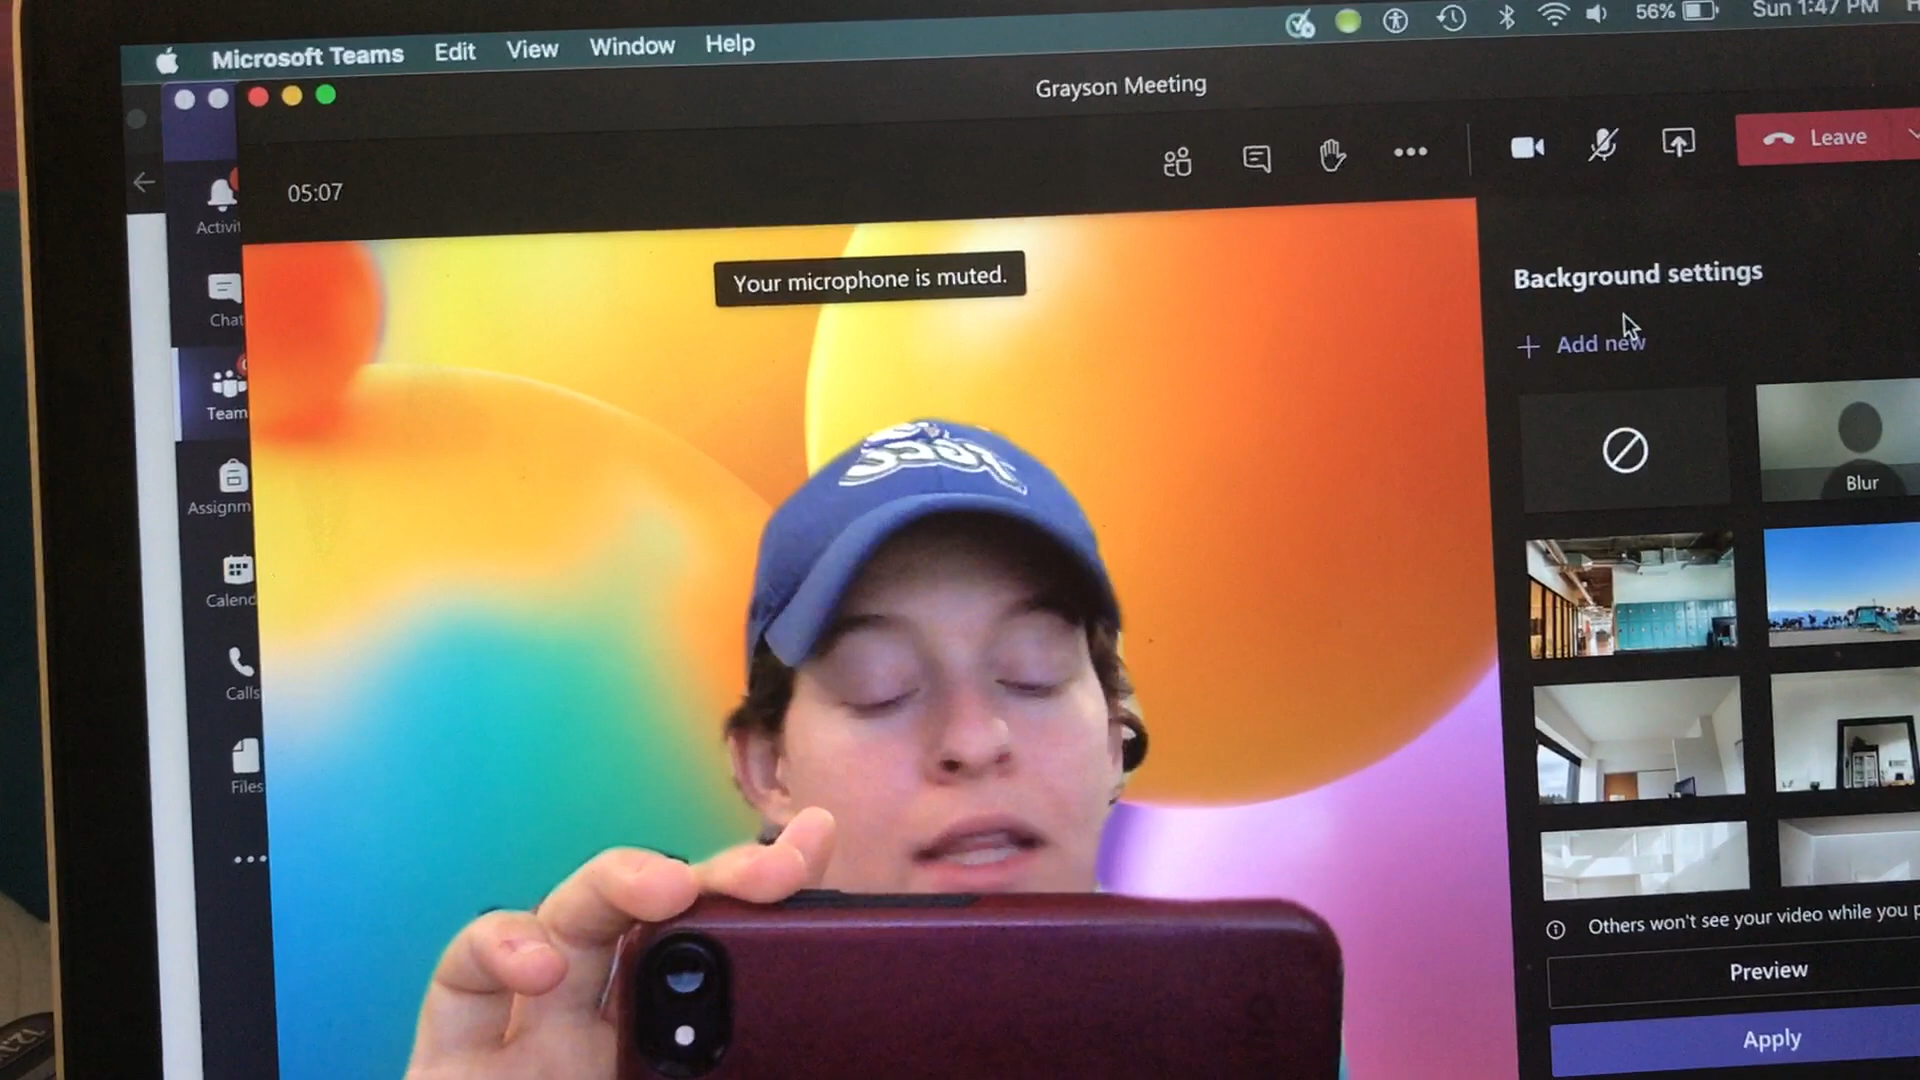 Microsoft Teams Edit View Window Help 56% Sun 1:47 PM
Grayson Meeting
05:07
Leave
Your microphone is muted.
Background settings
Add new
Blur
Activi
Chat
Team
Assignm
Calend
Calls
Files
Others won't see your video while you p
Preview
Apply